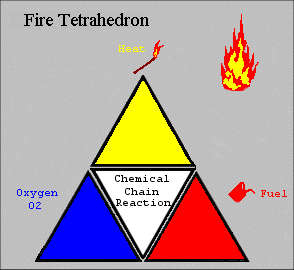 Fire Tetrahedron
Heat
Chemical
Chain
Reaction
Oxygen
O2
Fuel